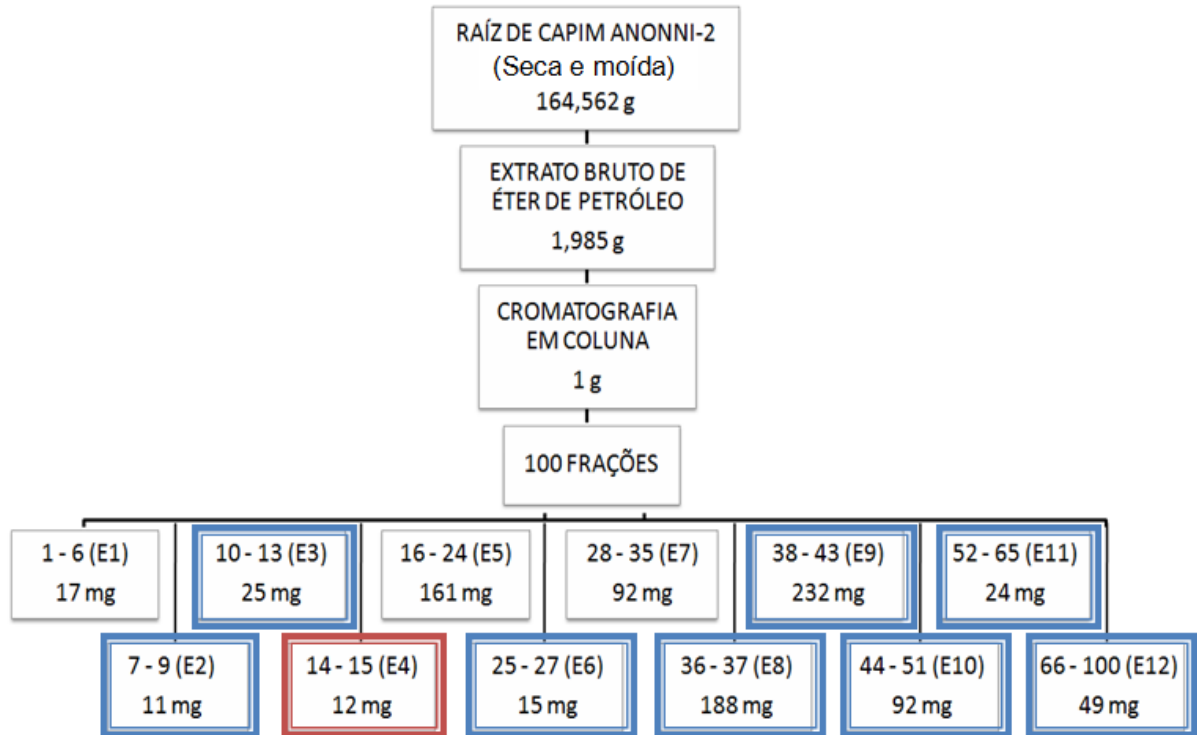 RAÍZ DE CAPIM ANONNI-2
(Seca e moída)
164,562 g
EXTRATO BRUTO DE
ÉTER DE PETRÓLEO
1,985 g
CROMATOGRAFIA
EM COLUNA
1 g
100 FRAÇÕES
1 - 6 (E1)
17 mg
10 - 13 (E3)
25 mg
16 - 24 (E5)
161 mg
28 - 35 (E7)
92 mg
38 - 43 (E9)
232 mg
52 - 65 (E11)
24 mg
7 - 9 (E2)
11 mg
14 - 15 (E4)
12 mg
25 - 27 (E6)
15 mg
36 - 37 (E8)
188 mg
44 - 51 (E10)
92 mg
66 - 100 (E12)
49 mg